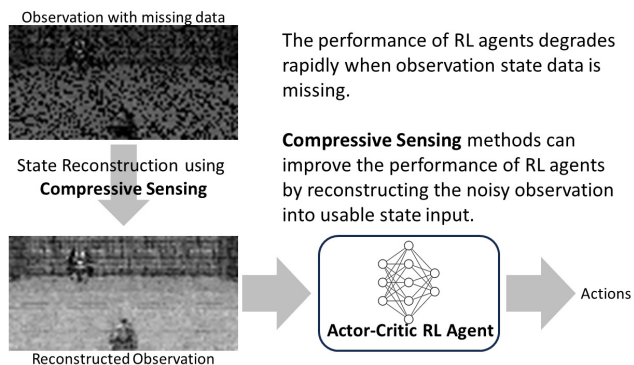 Observation with missing data
The performance of RL agents degrades
rapidly when observation state data is
missing.
Compressive Sensing methods can
improve the performance of RL agents
by reconstructing the noisy observation
into usable state input.
State Reconstruction using
Compressive Sensing
Reconstructed Observation
Actor-Critic RL Agent
Actions